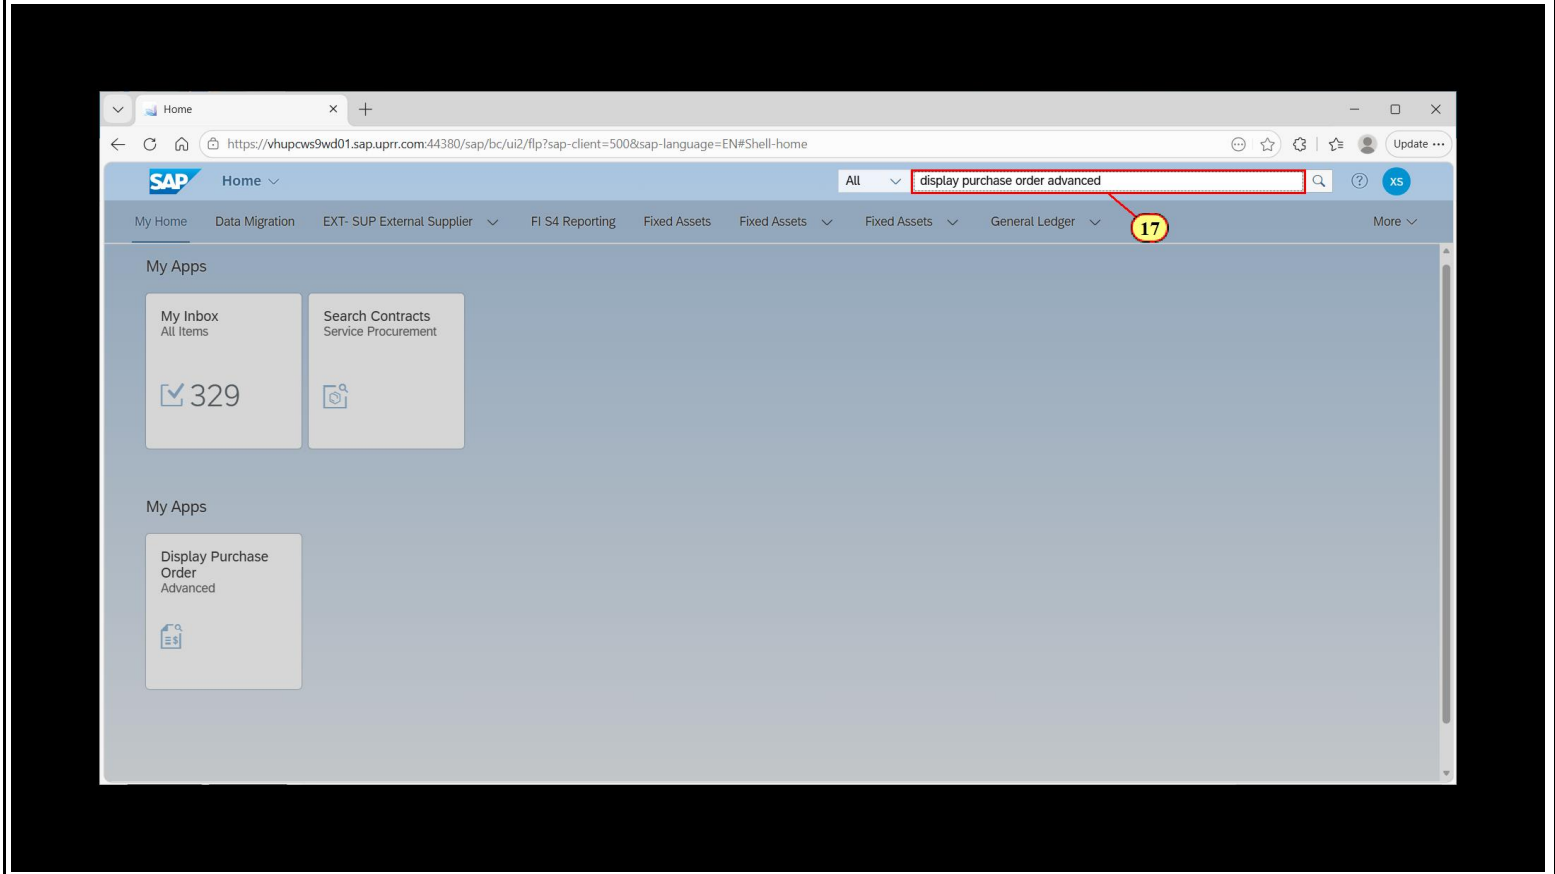 Home
https://vhupcws9wd01.sap.uprr.com:44380/sap/bc/ui2/flp?sap-client=500&sap-language=EN#Shell-home
Update
SAP Home All display purchase order advanced XS
My Home Data Migration EXT- SUP External Supplier FI S4 Reporting Fixed Assets Fixed Assets Fixed Assets General Ledger 17 More
My Apps
My Inbox
All Items
329
Search Contracts
Service Procurement
My Apps
Display Purchase
Order
Advanced